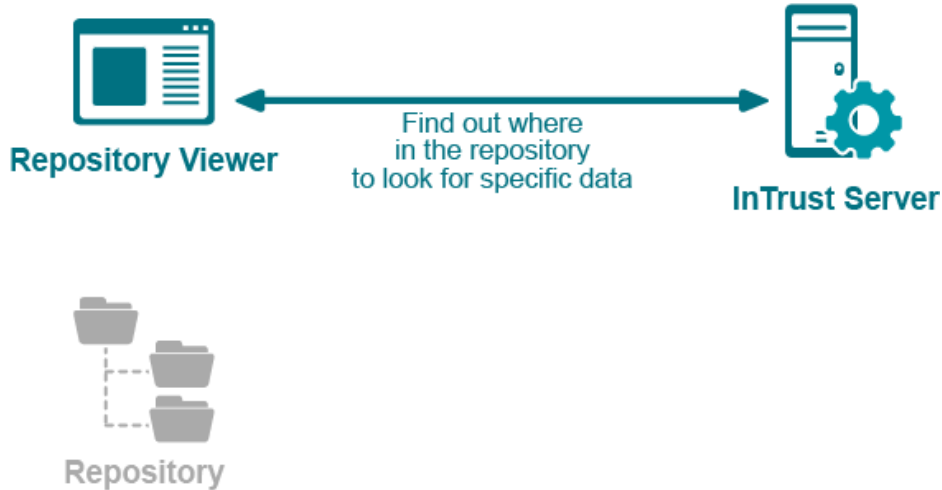 Repository Viewer
Find out where
in the repository
to look for specific data
InTrust Server
Repository